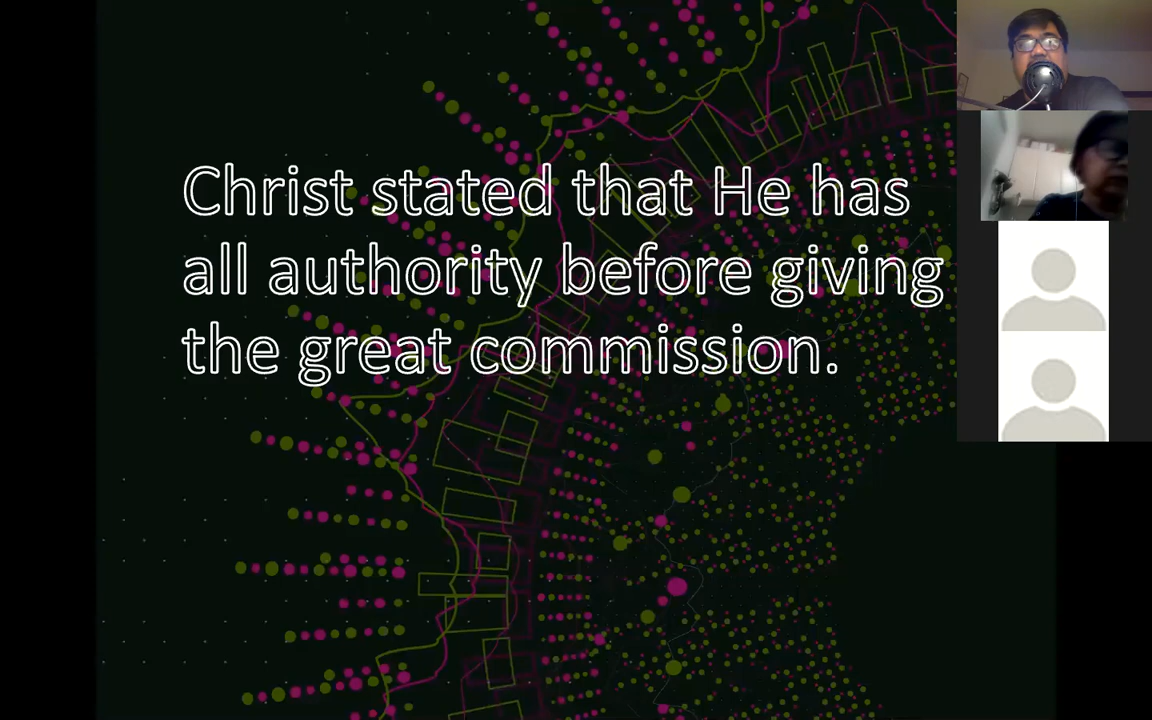 Christ stated that He has
all authority before giving
the great commission.